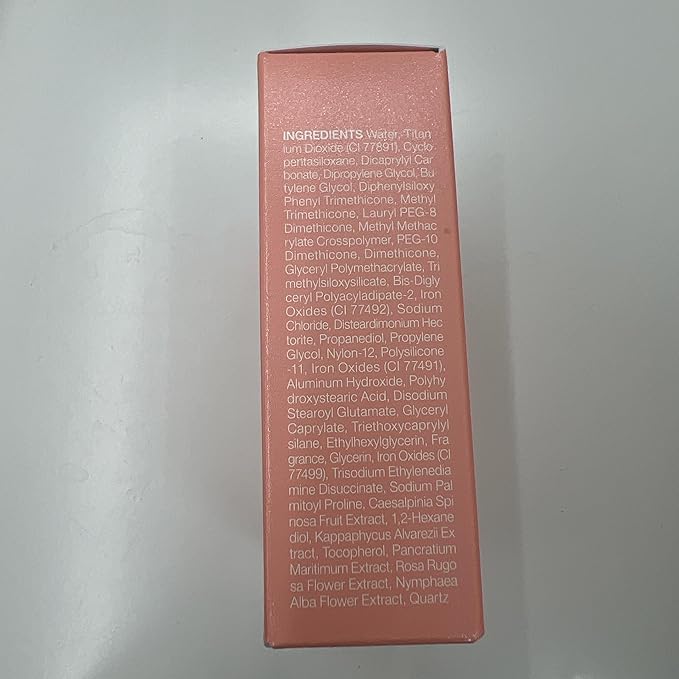 INGREDIENTS Water, Titan
ium Dioxide (CI 77891), Cyclo
pentasiloxane, Dicaprylyl Car
bonate, Dipropylene Glycol, Bu
tylene Glycol, Diphenylsiloxy
Phenyl Trimethicone, Methyl
Trimethicone, Lauryl PEG-8
Dimethicone, Methyl Methac
rylate Crosspolymer, PEG-10
Dimethicone, Dimethicone,
Glyceryl Polymethacrylate, Tri
methylsiloxysilicate, Bis-Digly
ceryl Polyacyladipate-2, Iron
Oxides (CI 77492), Sodium
Chloride, Disteardimonium Hec
torite, Propanediol, Propylene
Glycol, Nylon-12, Polysilicone
-11, Iron Oxides (CI 77491),
Aluminum Hydroxide, Polyhy
droxystearic Acid, Disodium
Stearoyl Glutamate, Glyceryl
Caprylate, Triethoxycaprylyl
silane, Ethylhexylglycerin, Fra
grance, Glycerin, Iron Oxides (CI
77499), Trisodium Ethylenedia
mine Disuccinate, Sodium Pal
mitoyl Proline, Caesalpinia Spi
nosa Fruit Extract, 1,2-Hexane
diol, Kappaphycus Alvarezii Ex
tract, Tocopherol, Pancratium
Maritimum Extract, Rosa Rugo
sa Flower Extract, Nymphaea
Alba Flower Extract, Quartz